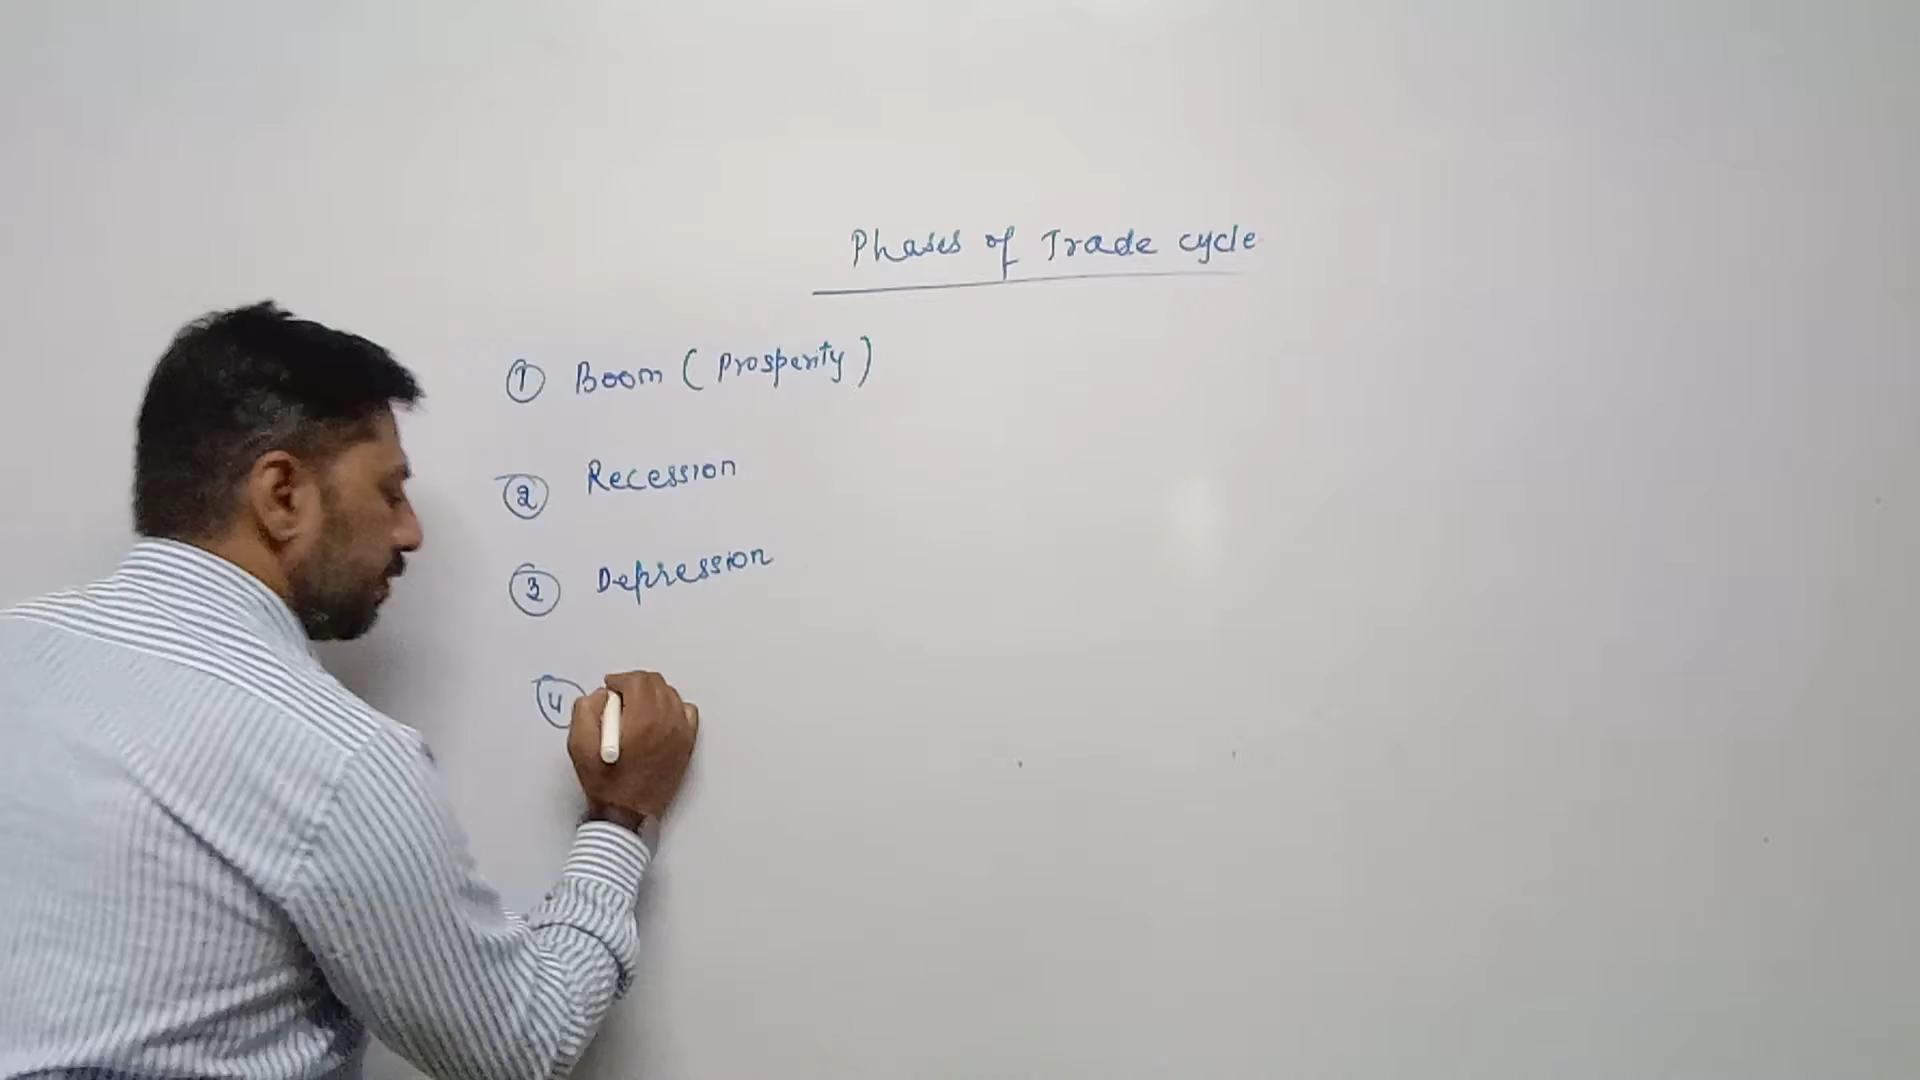 Phases of Trade cycle
① Boom ( Prosperity )
② Recession
③ Depression
④